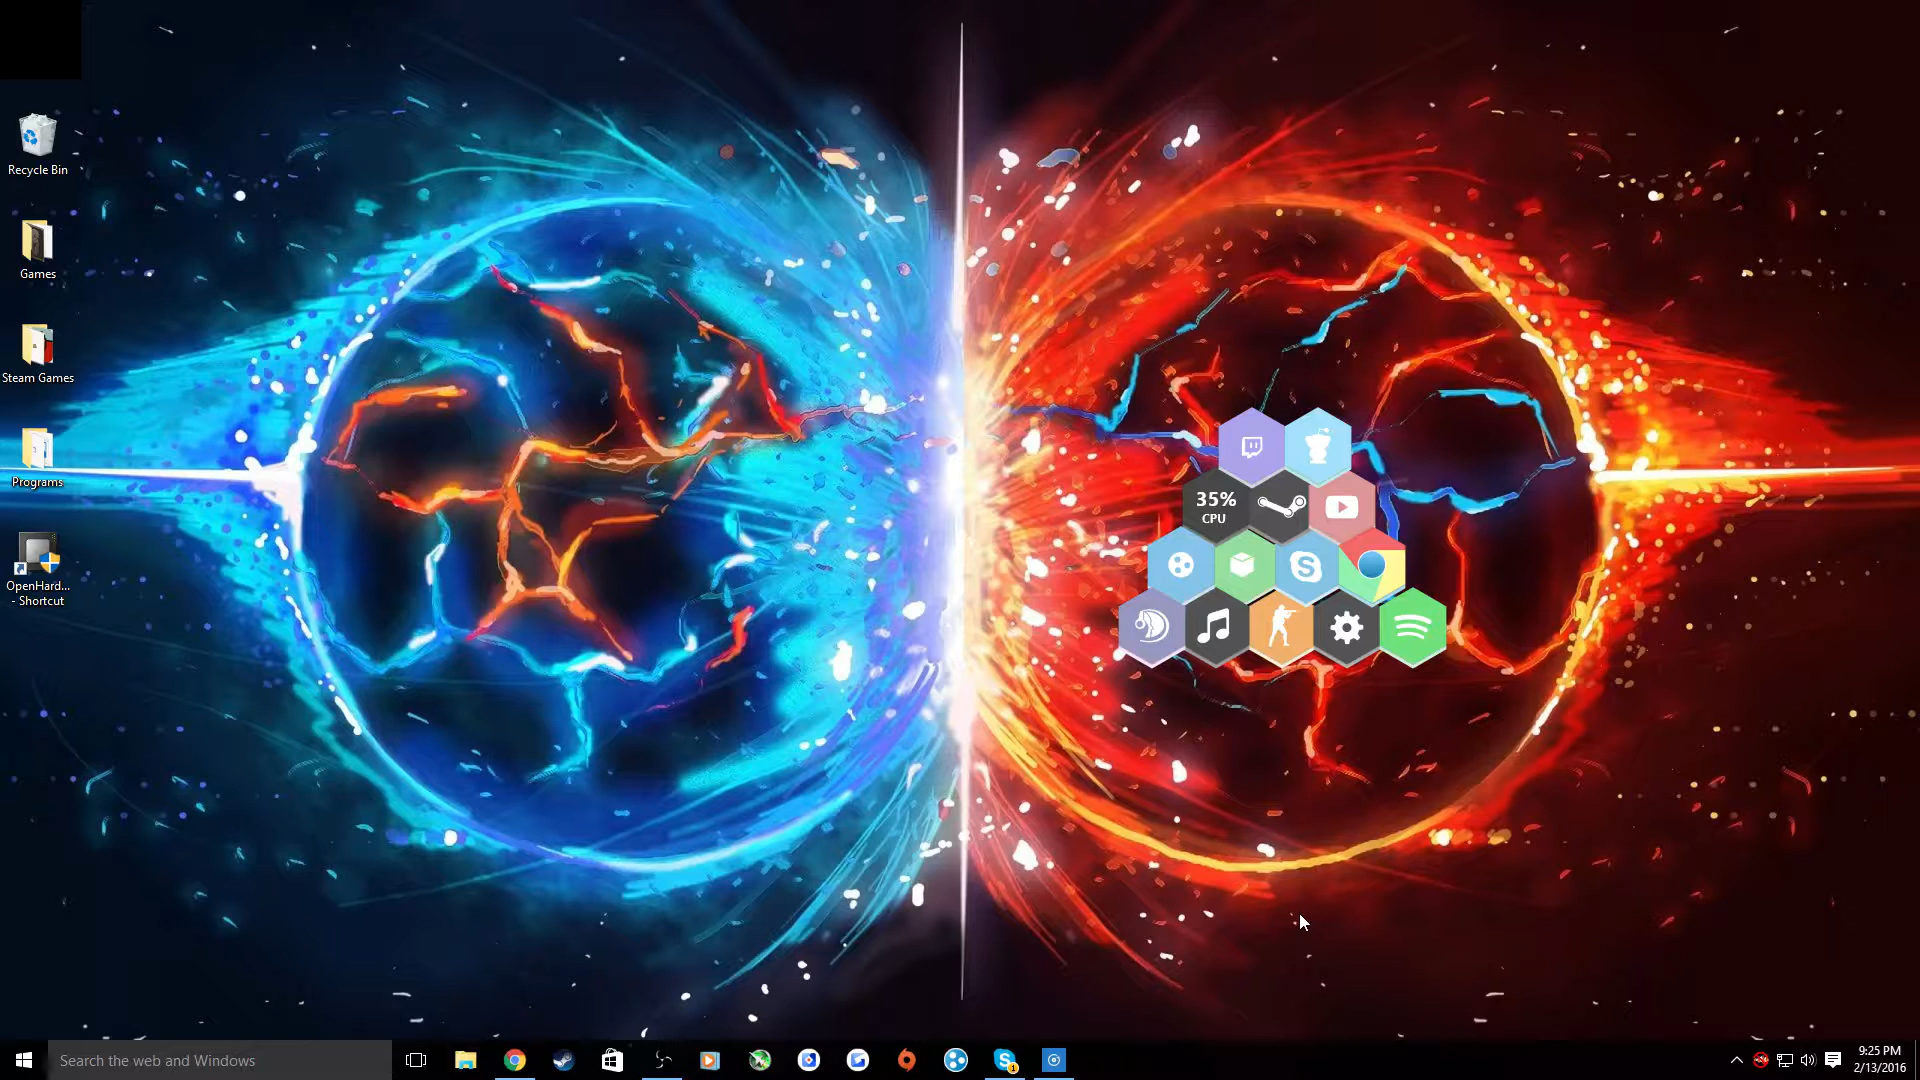 Recycle Bin
Games
Steam Games
Programs
OpenHard...
- Shortcut
35%
CPU
Search the web and Windows
1
9:25 PM
2/13/2016